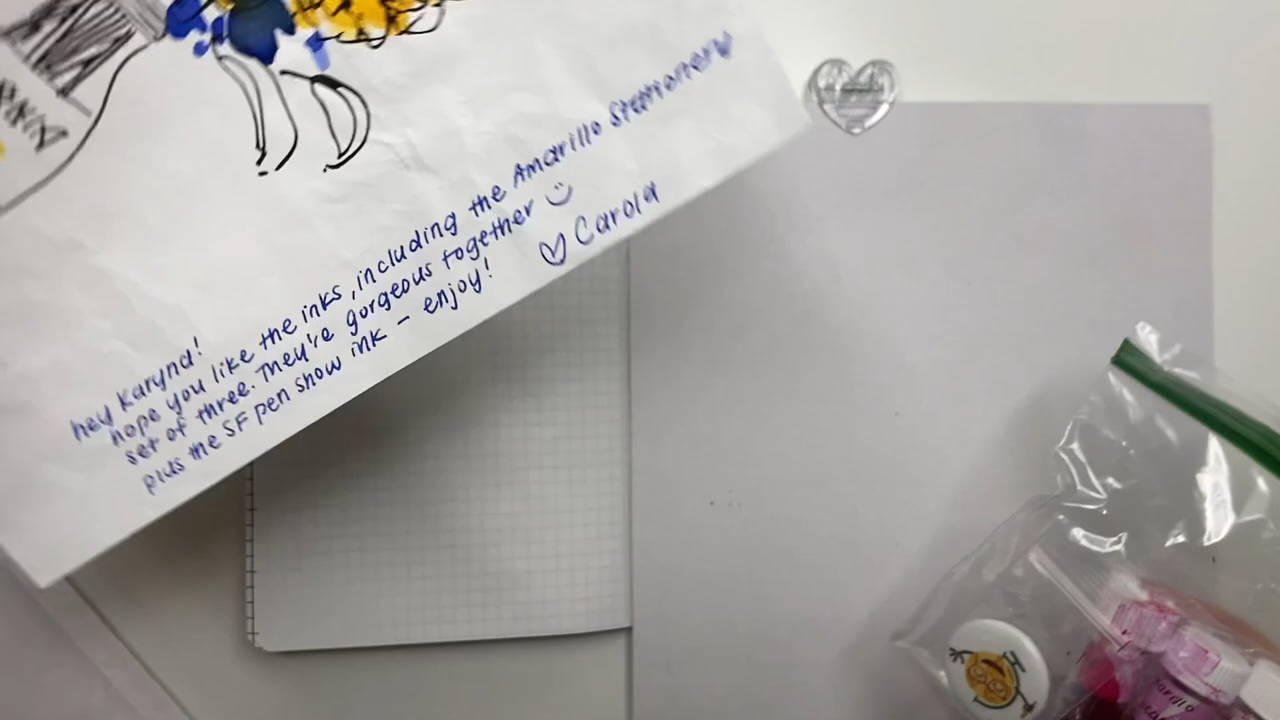 hey Karyna!
hope you like the inks, including the Amarillo Stationery
set of three. They're gorgeous together
plus the SF pen show ink - enjoy!
♡ Carola